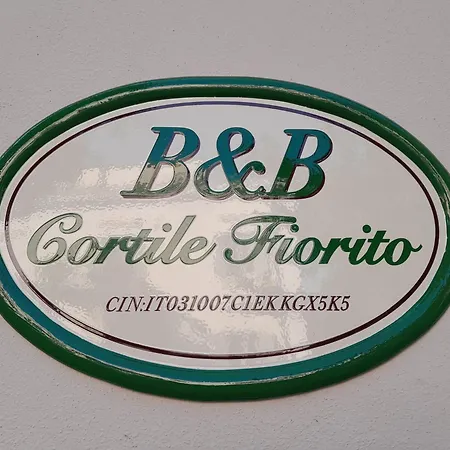 B&B
Cortile Fiorito
CIN:IT031007C1EKKGX5K5